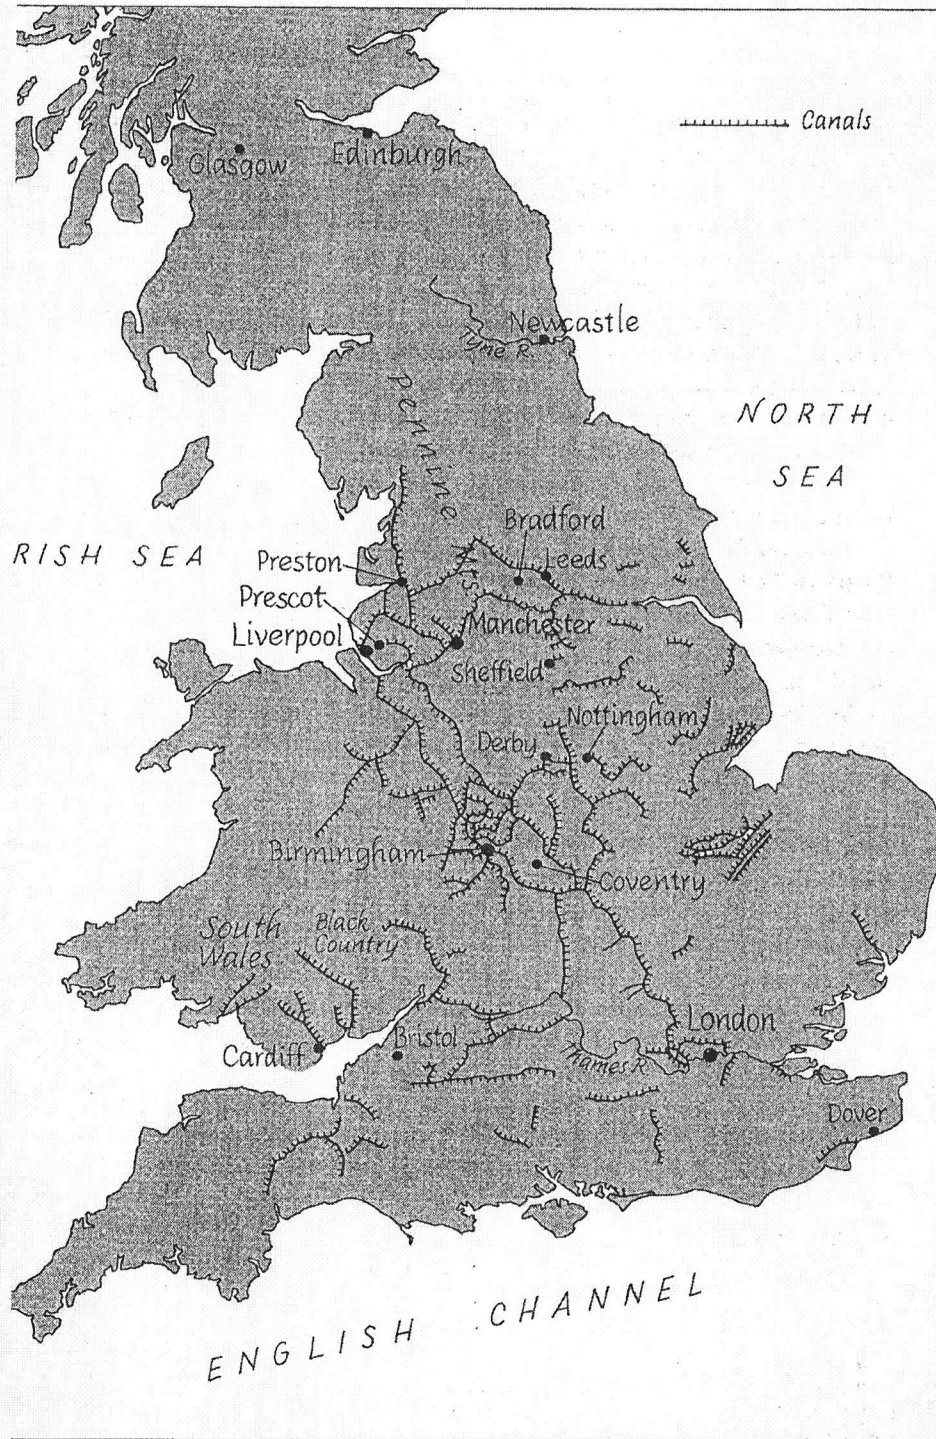 Canals
Glasgow
Edinburgh
Newcastle
Tyne R.
Pennine
NORTH
SEA
RISH SEA
Bradford
Leeds
Preston
Prescot
Liverpool
Manchester
Sheffield
Nottingham
Derby
Birmingham
Coventry
South
Wales
Black
Country
London
Cardiff
Bristol
Thames R.
Dover
ENGLISH CHANNEL